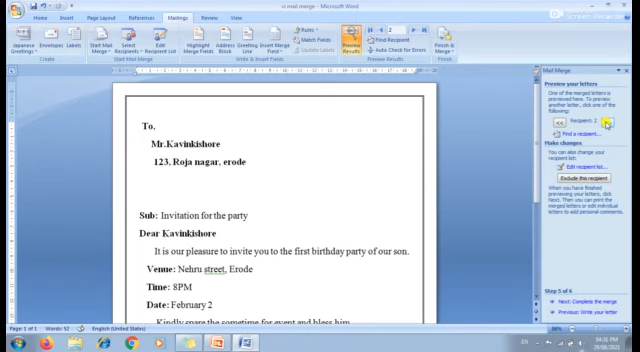 vi mail merge - Microsoft Word
Home Insert Page Layout References Mailings Review View
Japanese Greetings Envelopes Labels
Create
Start Mail Merge Select Recipients Edit Recipient List
Start Mail Merge
Highlight Merge Fields Address Block Greeting Line Insert Merge Field
Rules
Match Fields
Update Labels
Write & Insert Fields
Preview Results
2
Find Recipient
Auto Check for Errors
Preview Results
Finish & Merge
Finish
To,
Mr.Kavinkishore
123, Roja nagar, erode
Sub: Invitation for the party
Dear Kavinkishore
It is our pleasure to invite you to the first birthday party of our son.
Venue: Nehru street, Erode
Time: 8PM
Date: February 2
Kindly spare the sometime for event and bless him
Mail Merge
Preview your letters
One of the merged letters is
previewed here. To preview
another letter, click one of the
following:
<< Recipient: 2
Find a recipient...
Make changes
You can also change your
recipient list:
Edit recipient list...
Exclude this recipient
When you have finished
previewing your letters, click
Next. Then you can print the
merged letters or edit individual
letters to add personal comments.
Step 5 of 6
Next: Complete the merge
Previous: Write your letter
Page: 1 of 1 Words: 52 English (United States)
EN
04:31 PM